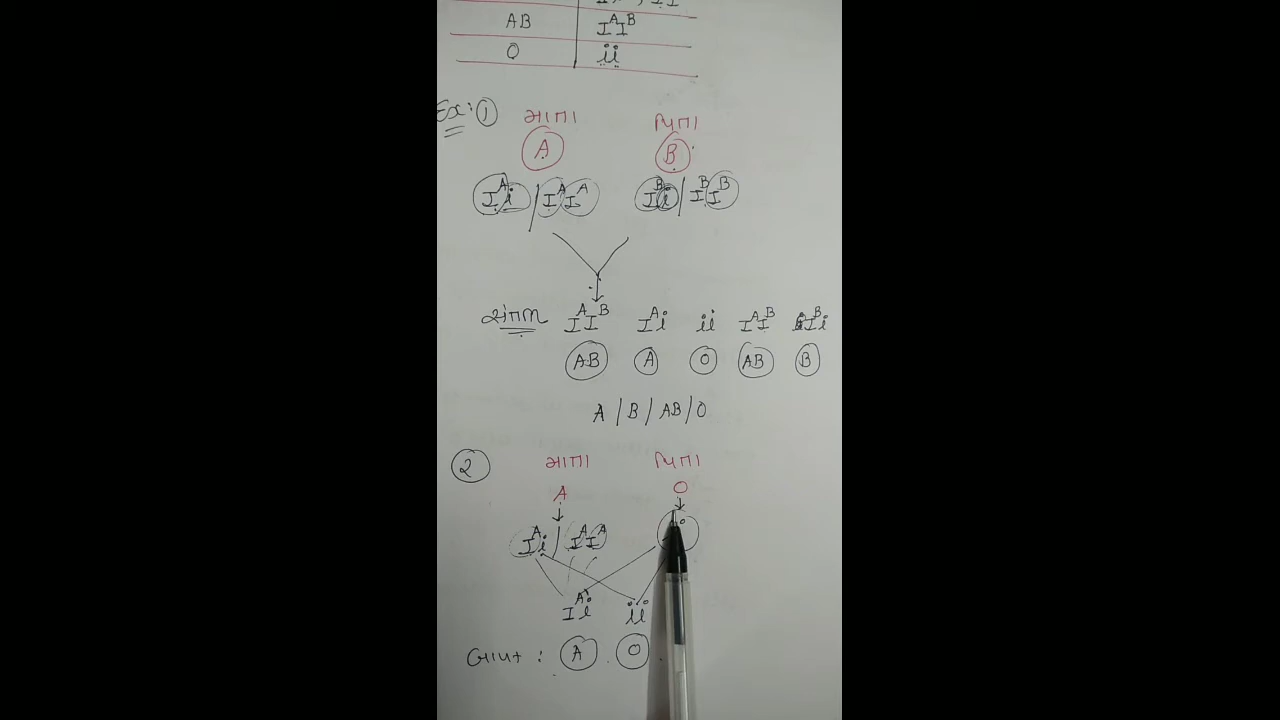 AB IᴬIᴮ
O ii
Ex: 1
માતા પિતા
A B
Iᴬi / IᴬIᴬ Iᴮi / IᴮIᴮ
IᴬIᴮ Iᴬi ii IᴬIᴮ Iᴮi
AB A O AB B
A / B / AB / O
2
માતા પિતા
A O
Iᴬi / IᴬIᴬ
Iᴬi ii
A O